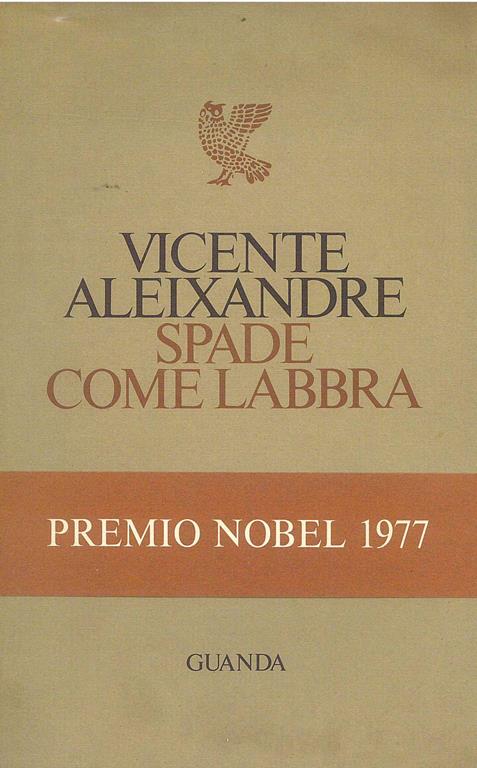 VICENTE
ALEIXANDRE
SPADE
COME LABBRA
PREMIO NOBEL 1977
GUANDA